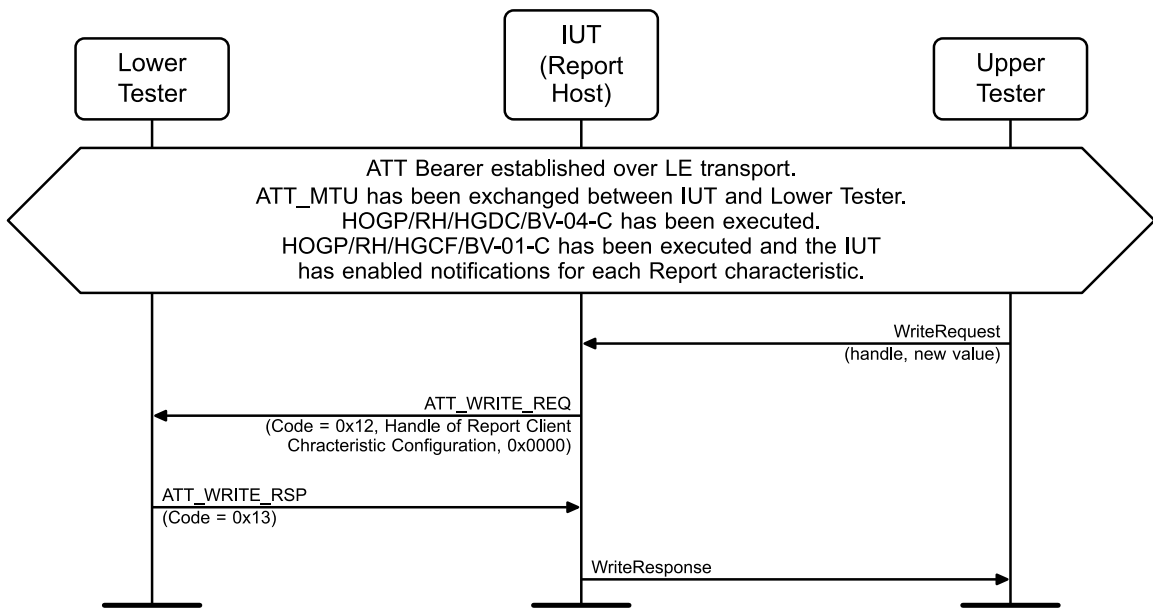 Lower
Tester
IUT
(Report
Host)
Upper
Tester
ATT Bearer established over LE transport.
ATT_MTU has been exchanged between IUT and Lower Tester.
HOGP/RH/HGDC/BV-04-C has been executed.
HOGP/RH/HGCF/BV-01-C has been executed and the IUT
has enabled notifications for each Report characteristic.
WriteRequest
(handle, new value)
ATT_WRITE_REQ
(Code = 0x12, Handle of Report Client
Chracteristic Configuration, 0x0000)
ATT_WRITE_RSP
(Code = 0x13)
WriteResponse